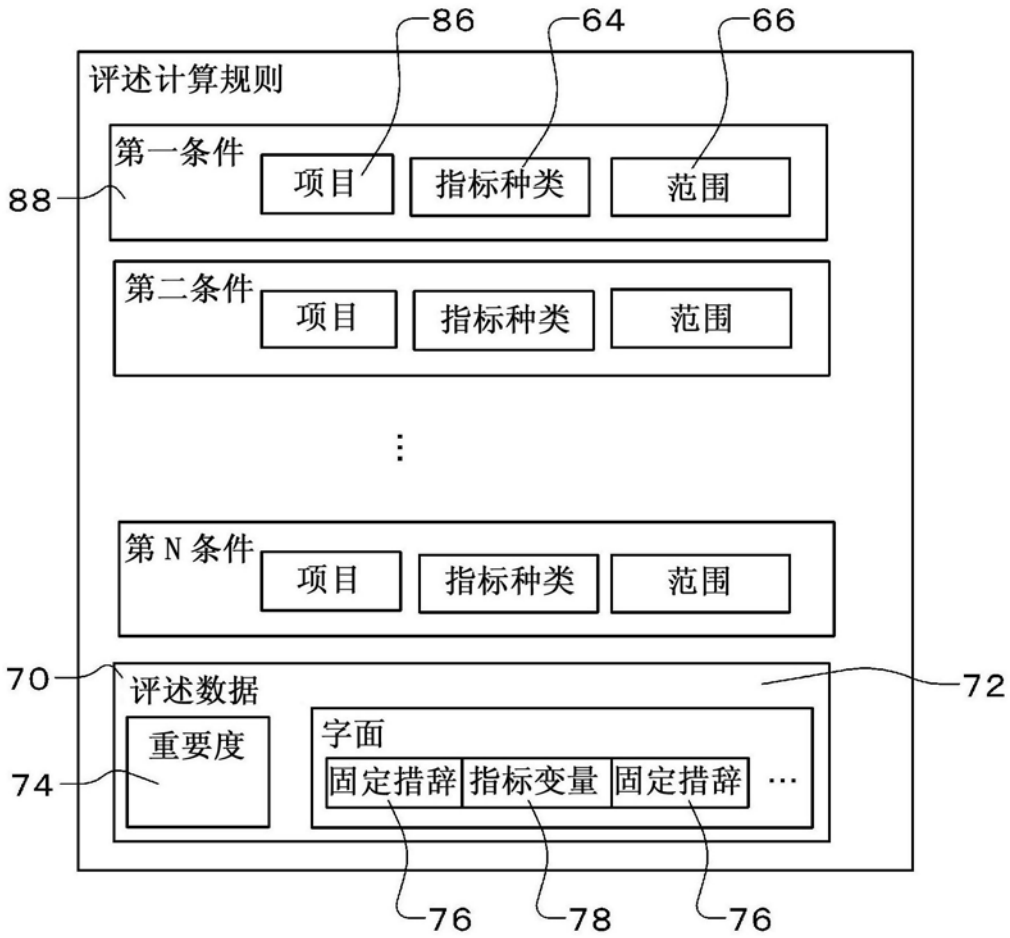 86 64 66
评述计算规则
第一条件
项目 指标种类 范围
88
第二条件
项目 指标种类 范围
⋮
第 N 条件
项目 指标种类 范围
70
评述数据
72
重要度
字面
74
固定措辞 指标变量 固定措辞 …
76 78 76